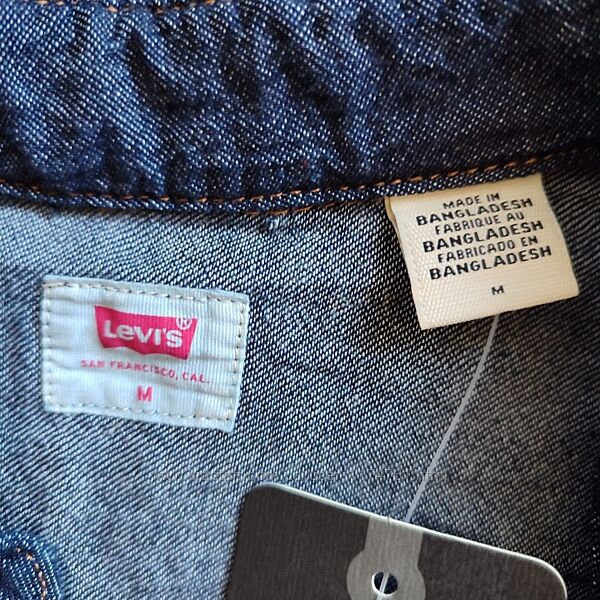 MADE IN
BANGLADESH
FABRIQUE AU
BANGLADESH
FABRICADO EN
BANGLADESH
M
Levi's®
SAN FRANCISCO, CAL.
M